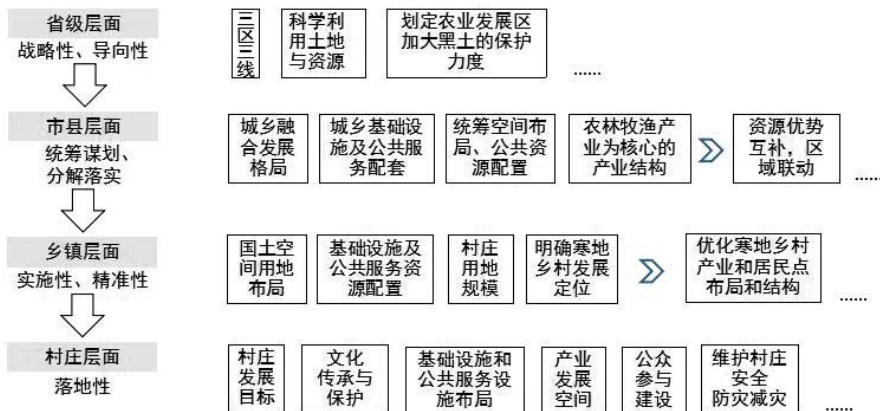 省级层面
战略性、导向性
三区三线
科学利
用土地
与资源
划定农业发展区
加大黑土的保护
力度
......
市县层面
统筹谋划、
分解落实
城乡融
合发展
格局
城乡基础设
施及公共服
务配套
统筹空间布
局、公共资
源配置
农林牧渔产
业为核心的
产业结构
资源优势
互补，区
域联动
......
乡镇层面
实施性、精准性
国土空
间用地
布局
基础设施及
公共服务资
源配置
村庄
用地
规模
明确寒地
乡村发展
定位
优化寒地乡村
产业和居民点
布局和结构
......
村庄层面
落地性
村庄
发展
目标
文化
传承与
保护
基础设施和
公共服务设
施布局
产业
发展
空间
公众
参与
建设
维护村庄
安全
防灾减灾
......